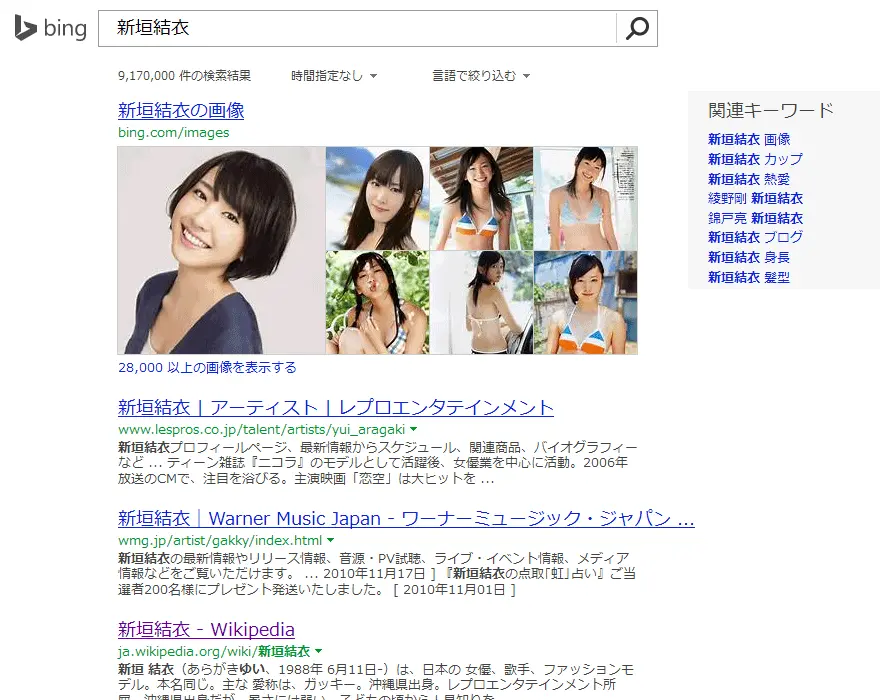 bing
新垣結衣
9,170,000 件の検索結果
時間指定なし
言語で絞り込む
新垣結衣の画像
bing.com/images
28,000 以上の画像を表示する
新垣結衣 | アーティスト | レプロエンタテインメント
www.lespros.co.jp/talent/artists/yui_aragaki
新垣結衣プロフィールページ、最新情報からスケジュール、関連商品、バイオグラフィー
など ... ティーン雑誌『ニコラ』のモデルとして活躍後、女優業を中心に活動。2006年
放送のCMで、注目を浴びる。主演映画「恋空」は大ヒットを ...
新垣結衣｜Warner Music Japan - ワーナーミュージック・ジャパン ...
wmg.jp/artist/gakky/index.html
新垣結衣の最新情報やリリース情報、音源・PV試聴、ライブ・イベント情報、メディア
情報などをご覧いただけます。 ... 2010年11月17日 ] 『新垣結衣の点取｢虹｣占い』ご当
選者200名様にプレゼント発送いたしました。 [ 2010年11月01日 ]
新垣結衣 - Wikipedia
ja.wikipedia.org/wiki/新垣結衣
新垣 結衣（あらがきゆい、1988年 6月11日-）は、日本の 女優、歌手、ファッションモ
デル。本名同じ。主な 愛称は、ガッキー。沖縄県出身。レプロエンタテインメント所
関連キーワード
新垣結衣 画像
新垣結衣 カップ
新垣結衣 熱愛
綾野剛 新垣結衣
錦戸亮 新垣結衣
新垣結衣 ブログ
新垣結衣 身長
新垣結衣 髪型